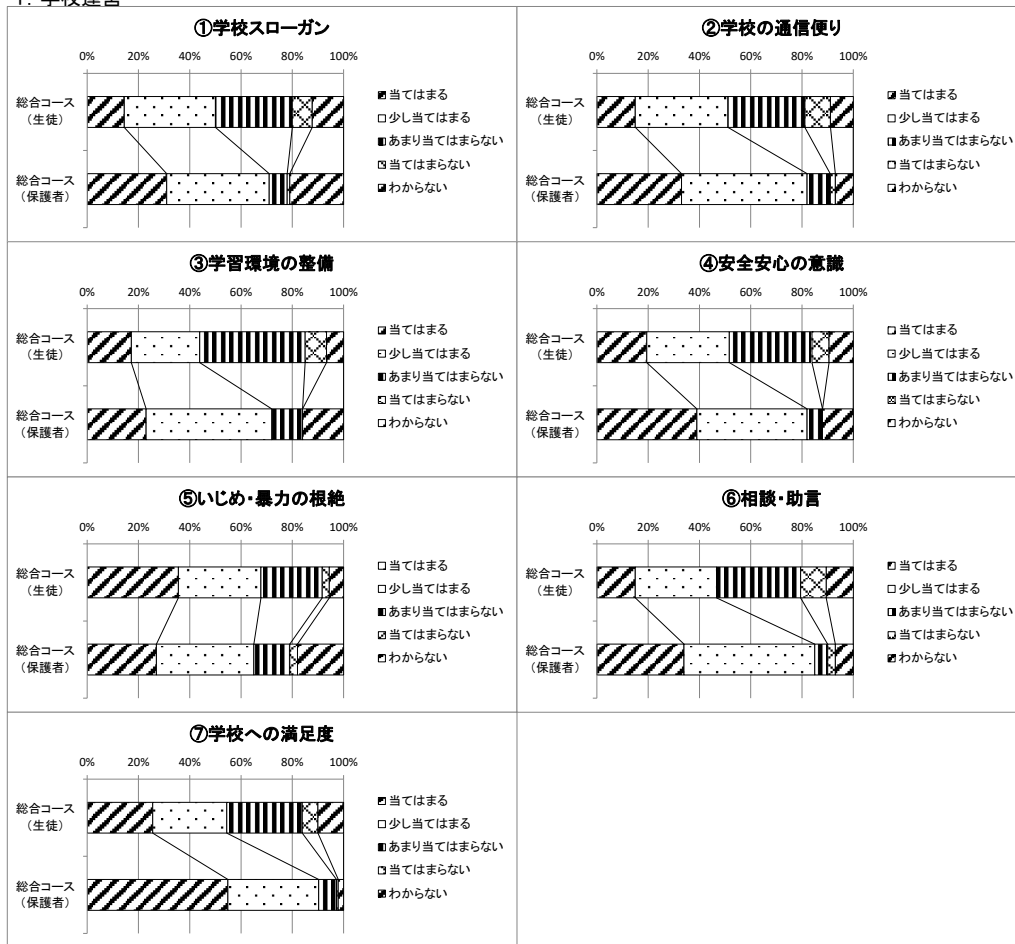 1. 学校運営
①学校スローガン
0% 20% 40% 60% 80% 100%
総合コース
（生徒）
総合コース
（保護者）
当てはまる
少し当てはまる
あまり当てはまらない
当てはまらない
わからない
②学校の通信便り
0% 20% 40% 60% 80% 100%
総合コース
（生徒）
総合コース
（保護者）
当てはまる
少し当てはまる
あまり当てはまらない
当てはまらない
わからない
③学習環境の整備
0% 20% 40% 60% 80% 100%
総合コース
（生徒）
総合コース
（保護者）
当てはまる
少し当てはまる
あまり当てはまらない
当てはまらない
わからない
④安全安心の意識
0% 20% 40% 60% 80% 100%
総合コース
（生徒）
総合コース
（保護者）
当てはまる
少し当てはまる
あまり当てはまらない
当てはまらない
わからない
⑤いじめ・暴力の根絶
0% 20% 40% 60% 80% 100%
総合コース
（生徒）
総合コース
（保護者）
当てはまる
少し当てはまる
あまり当てはまらない
当てはまらない
わからない
⑥相談・助言
0% 20% 40% 60% 80% 100%
総合コース
（生徒）
総合コース
（保護者）
当てはまる
少し当てはまる
あまり当てはまらない
当てはまらない
わからない
⑦学校への満足度
0% 20% 40% 60% 80% 100%
総合コース
（生徒）
総合コース
（保護者）
当てはまる
少し当てはまる
あまり当てはまらない
当てはまらない
わからない